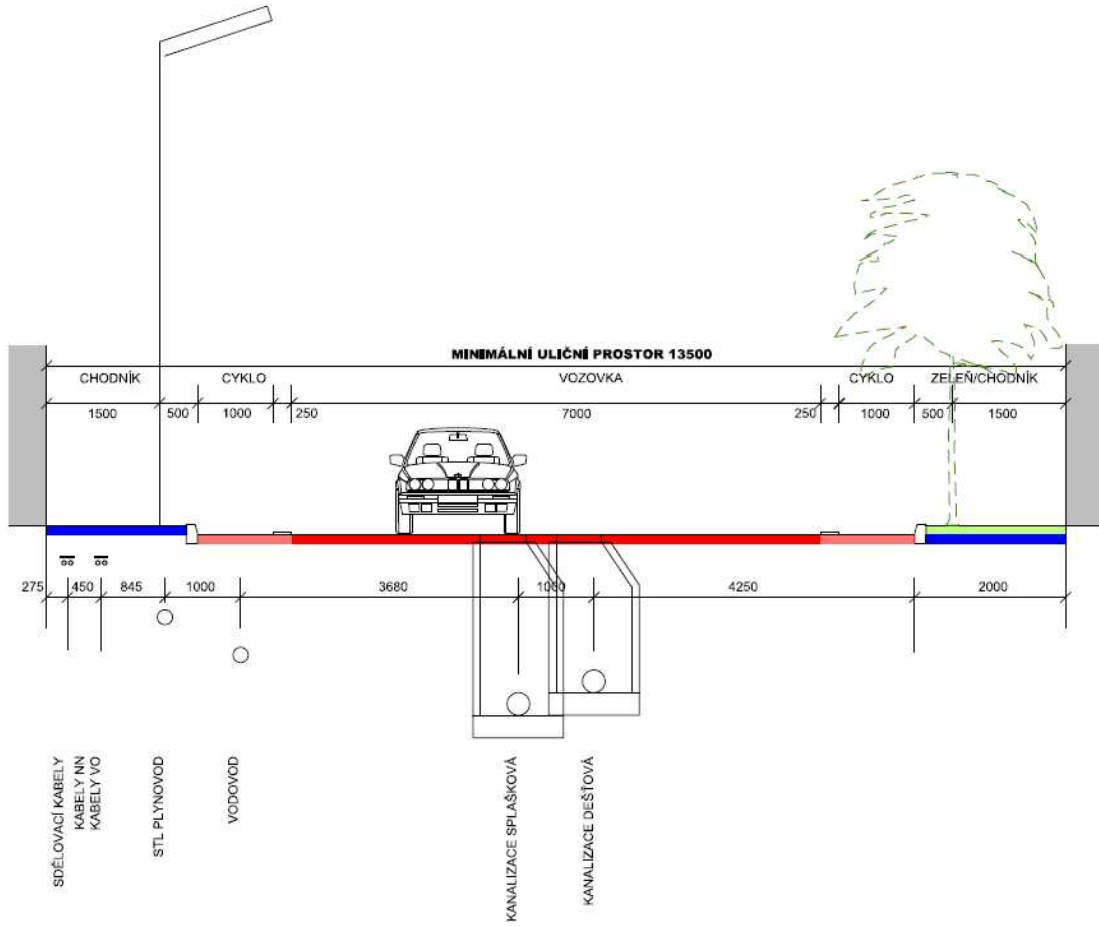 MINIMÁLNÍ ULIČNÍ PROSTOR 13500
CHODNÍK CYKLO VOZOVKA CYKLO ZELEŇ/CHODNÍK
1500 500 1000 250 7000 250 1000 500 1500
275 450 845 1000 3680 1000 4250 2000
SDĚLOVACÍ KABELY
KABELY NN
KABELY VO
STL PLYNOVOD
VODOVOD
KANALIZACE SPLAŠKOVÁ
KANALIZACE DEŠŤOVÁ